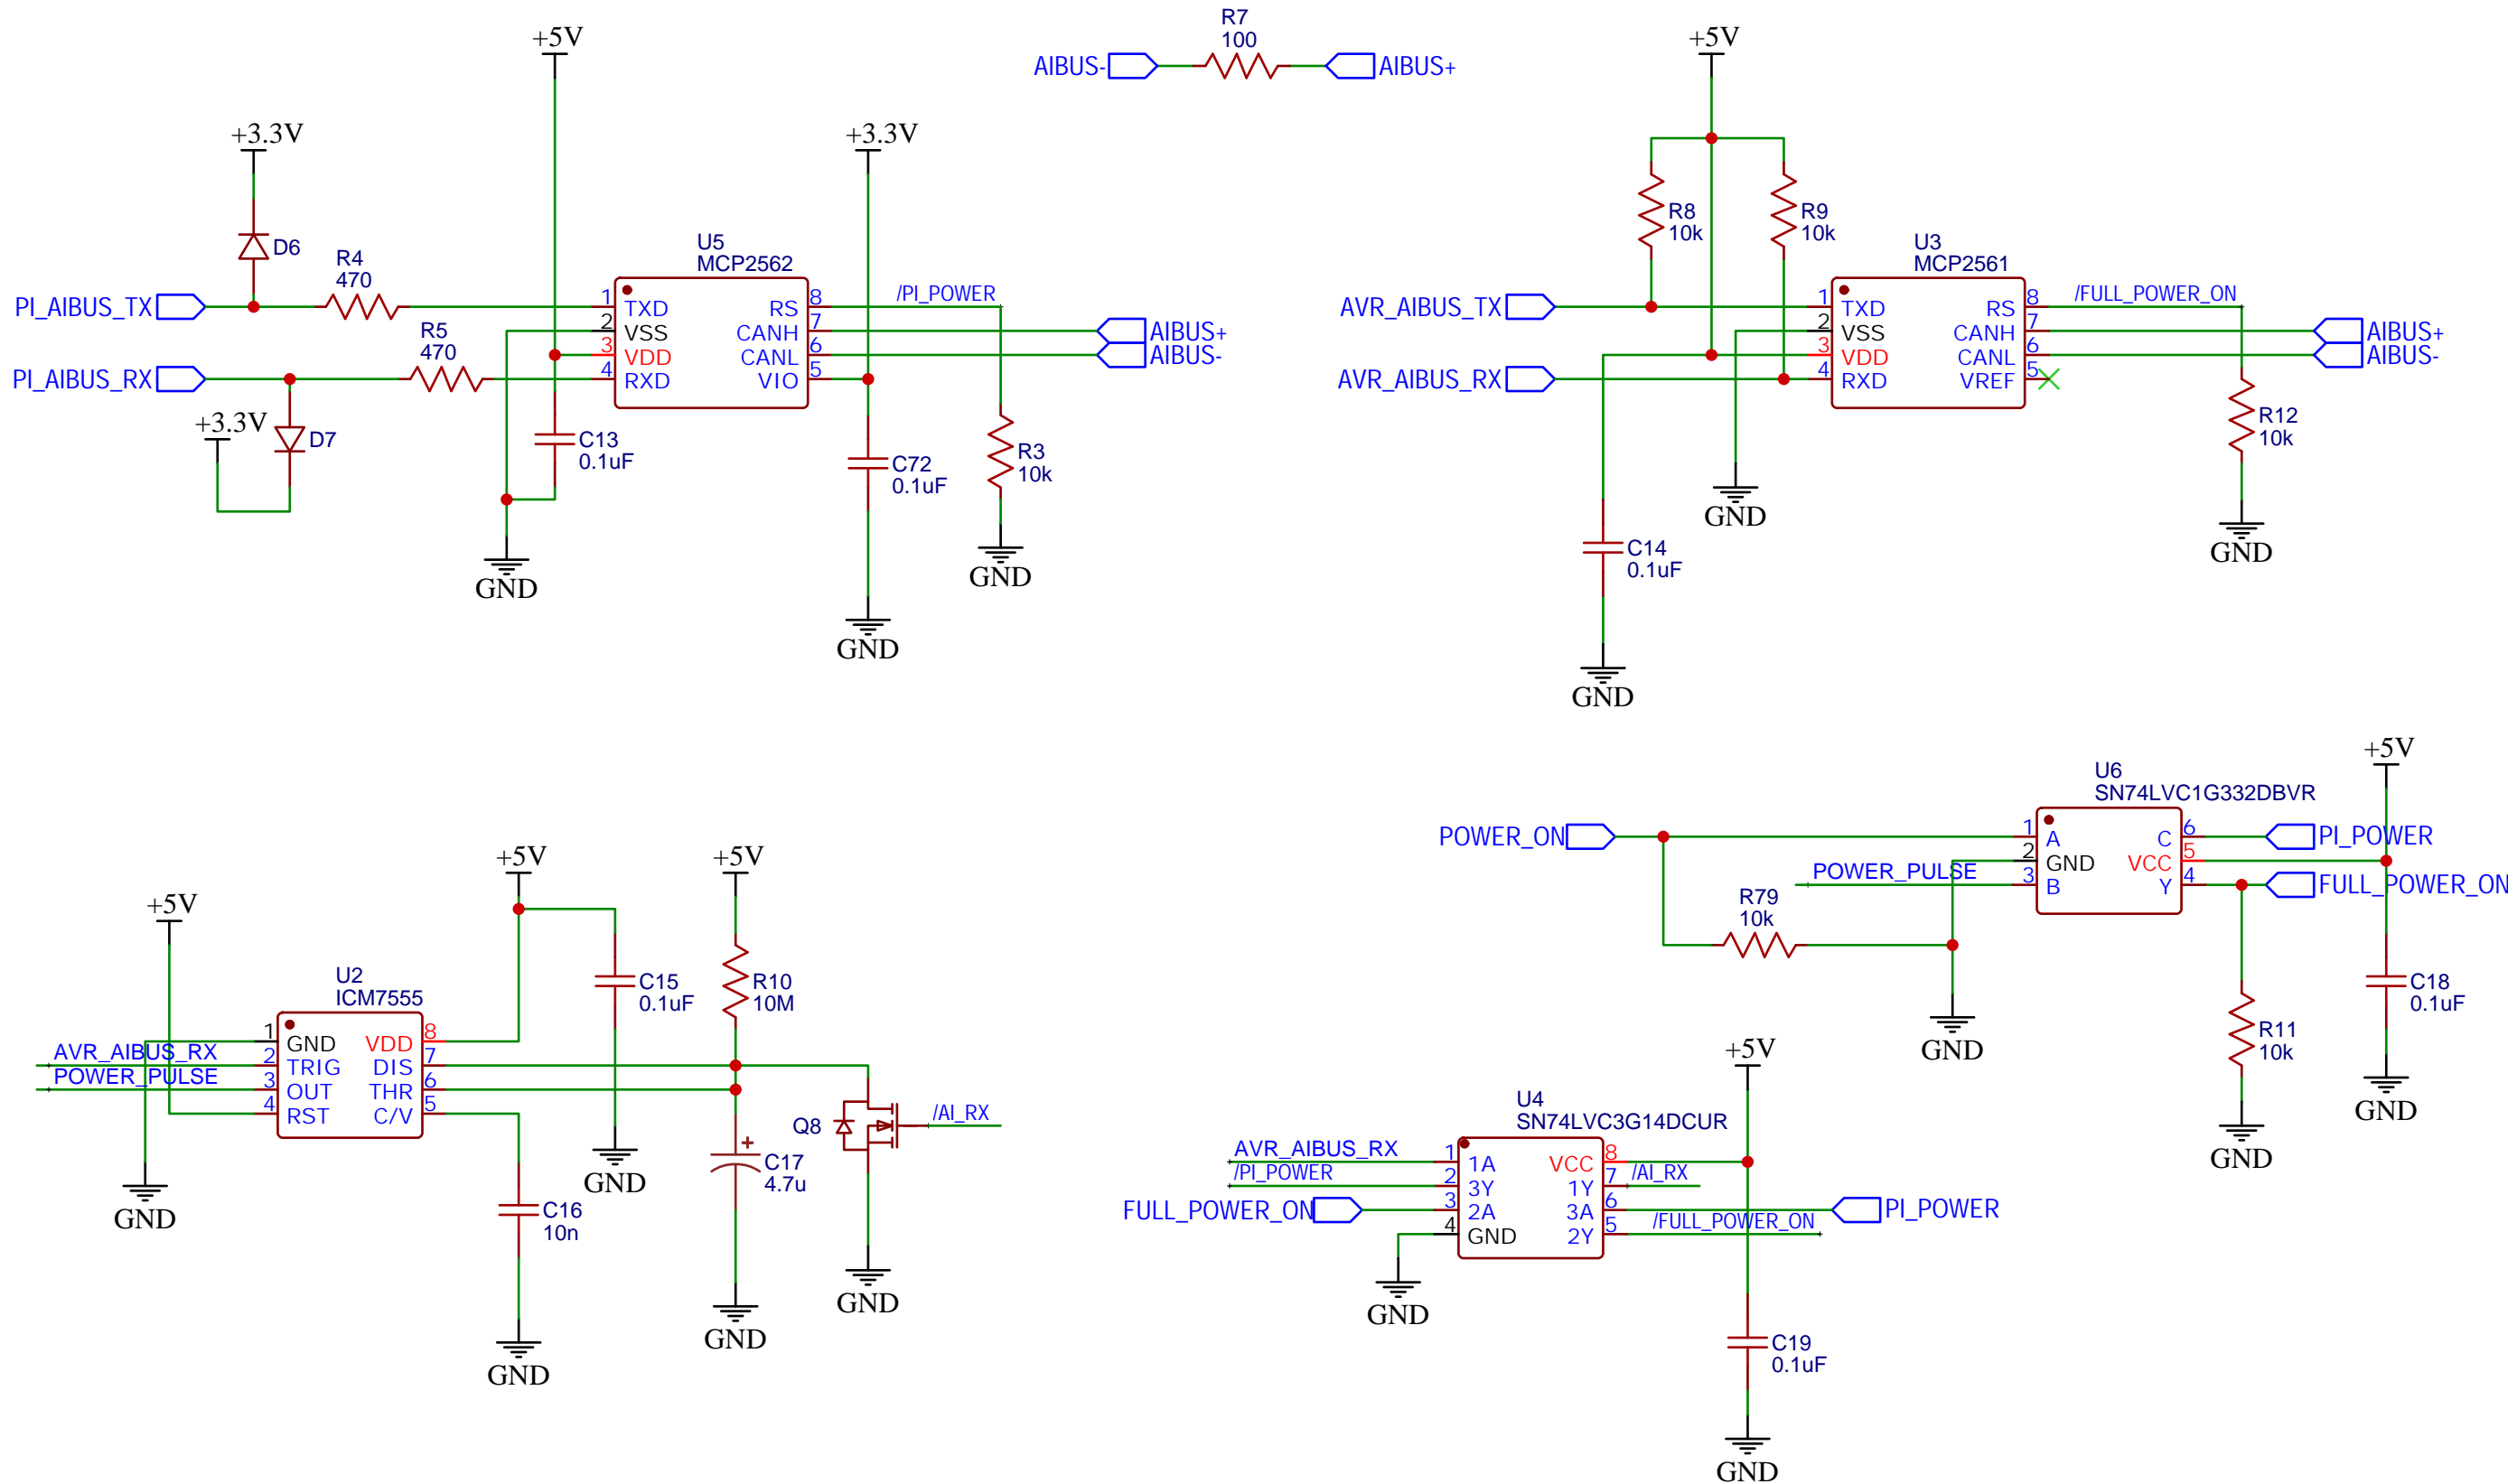 R7
100
AIBUS-
AIBUS+
+5V
+3.3V
+3.3V
D6
R4
470
U5
MCP2562
PI_AIBUS_TX
1 TXD
2 VSS
3 VDD
4 RXD
RS 8
CANH 7
CANL 6
VIO 5
/PI_POWER
AIBUS+
AIBUS-
R5
470
PI_AIBUS_RX
+3.3V
D7
C13
0.1uF
C72
0.1uF
R3
10k
GND
GND
GND
+5V
R8
10k
R9
10k
U3
MCP2561
AVR_AIBUS_TX
AVR_AIBUS_RX
1 TXD
2 VSS
3 VDD
4 RXD
RS 8
CANH 7
CANL 6
VREF 5
/FULL_POWER_ON
AIBUS+
AIBUS-
R12
10k
GND
GND
C14
0.1uF
GND
+5V
+5V
+5V
U2
ICM7555
AVR_AIBUS_RX
POWER_PULSE
1 GND
2 TRIG
3 OUT
4 RST
VDD 8
DIS 7
THR 6
C/V 5
C15
0.1uF
R10
10M
Q8
/AI_RX
+
C17
4.7u
C16
10n
GND
GND
GND
GND
GND
+5V
U6
SN74LVC1G332DBVR
POWER_ON
POWER_PULSE
1 A
2 GND
3 B
C 6
VCC 5
Y 4
PI_POWER
FULL_POWER_ON
R79
10k
C18
0.1uF
R11
10k
GND
GND
GND
+5V
U4
SN74LVC3G14DCUR
AVR_AIBUS_RX
/PI_POWER
FULL_POWER_ON
1 1A
2 3Y
3 2A
4 GND
VCC 8
1Y 7
3A 6
2Y 5
/AI_RX
PI_POWER
/FULL_POWER_ON
GND
C19
0.1uF
GND